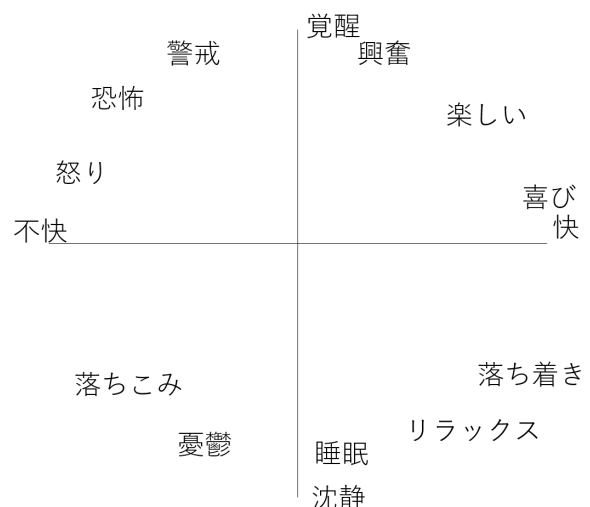 覚醒
警戒
興奮
恐怖
楽しい
怒り
喜び
不快
快
落ちこみ
落ち着き
リラックス
憂鬱
睡眠
沈静